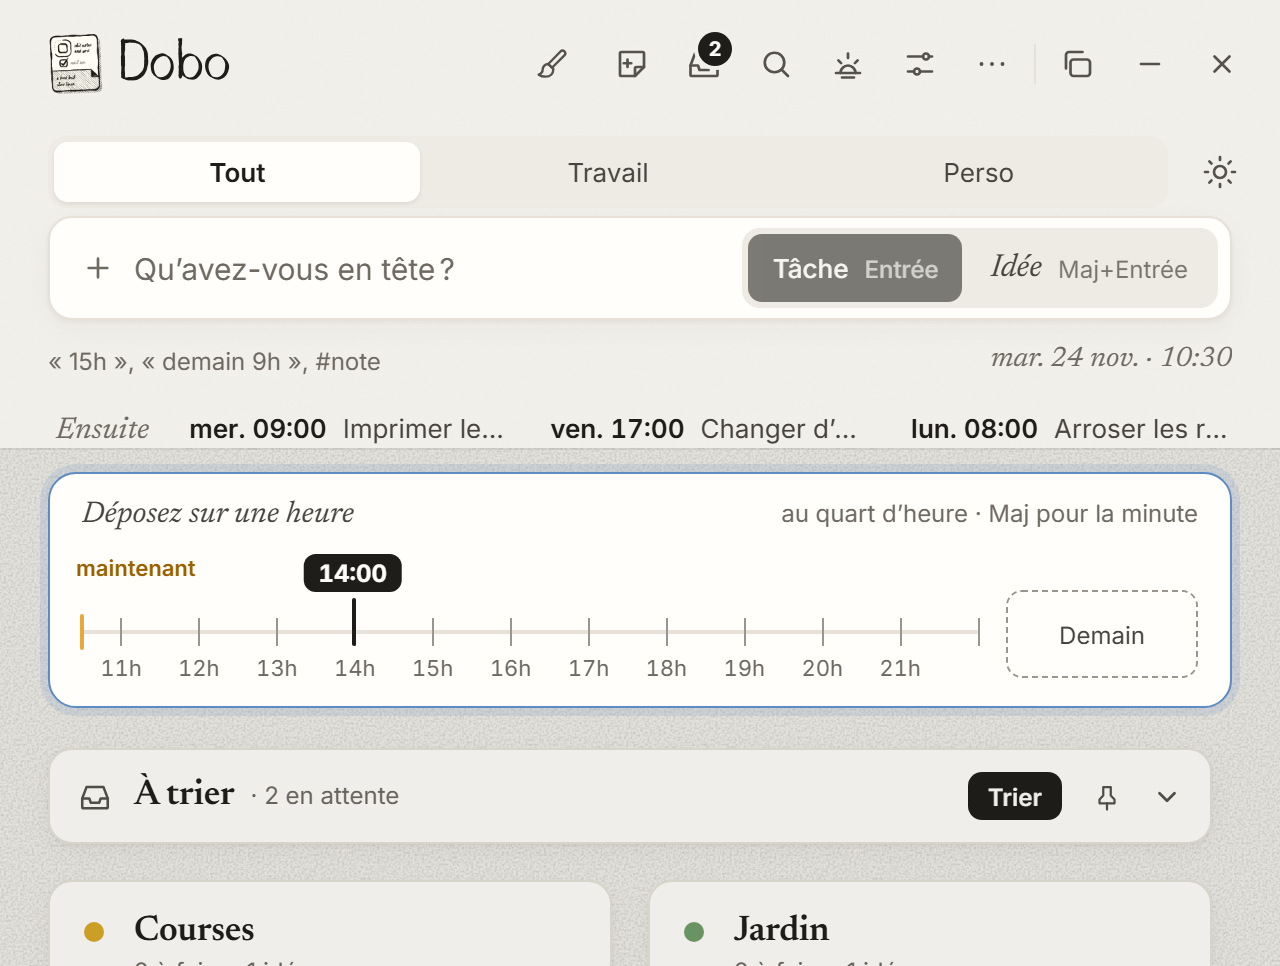 Dobo
2
Tout Travail Perso
Qu’avez-vous en tête ? Tâche Entrée Idée Maj+Entrée
« 15h », « demain 9h », #note mar. 24 nov. · 10:30
Ensuite mer. 09:00 Imprimer le… ven. 17:00 Changer d’… lun. 08:00 Arroser les r…
Déposez sur une heure au quart d’heure · Maj pour la minute
maintenant 14:00
11h 12h 13h 14h 15h 16h 17h 18h 19h 20h 21h Demain
À trier · 2 en attente Trier
Courses Jardin